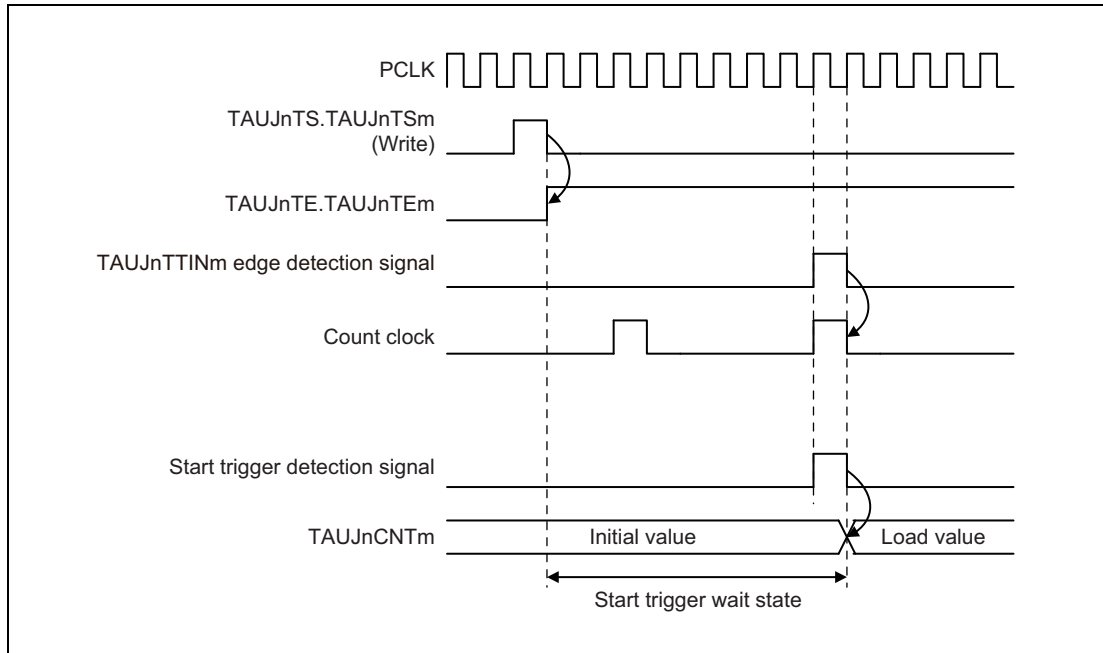 PCLK
TAUJnTS.TAUJnTSm
(Write)
TAUJnTE.TAUJnTEm
TAUJnTTINm edge detection signal
Count clock
Start trigger detection signal
TAUJnCNTm
Initial value
Load value
Start trigger wait state